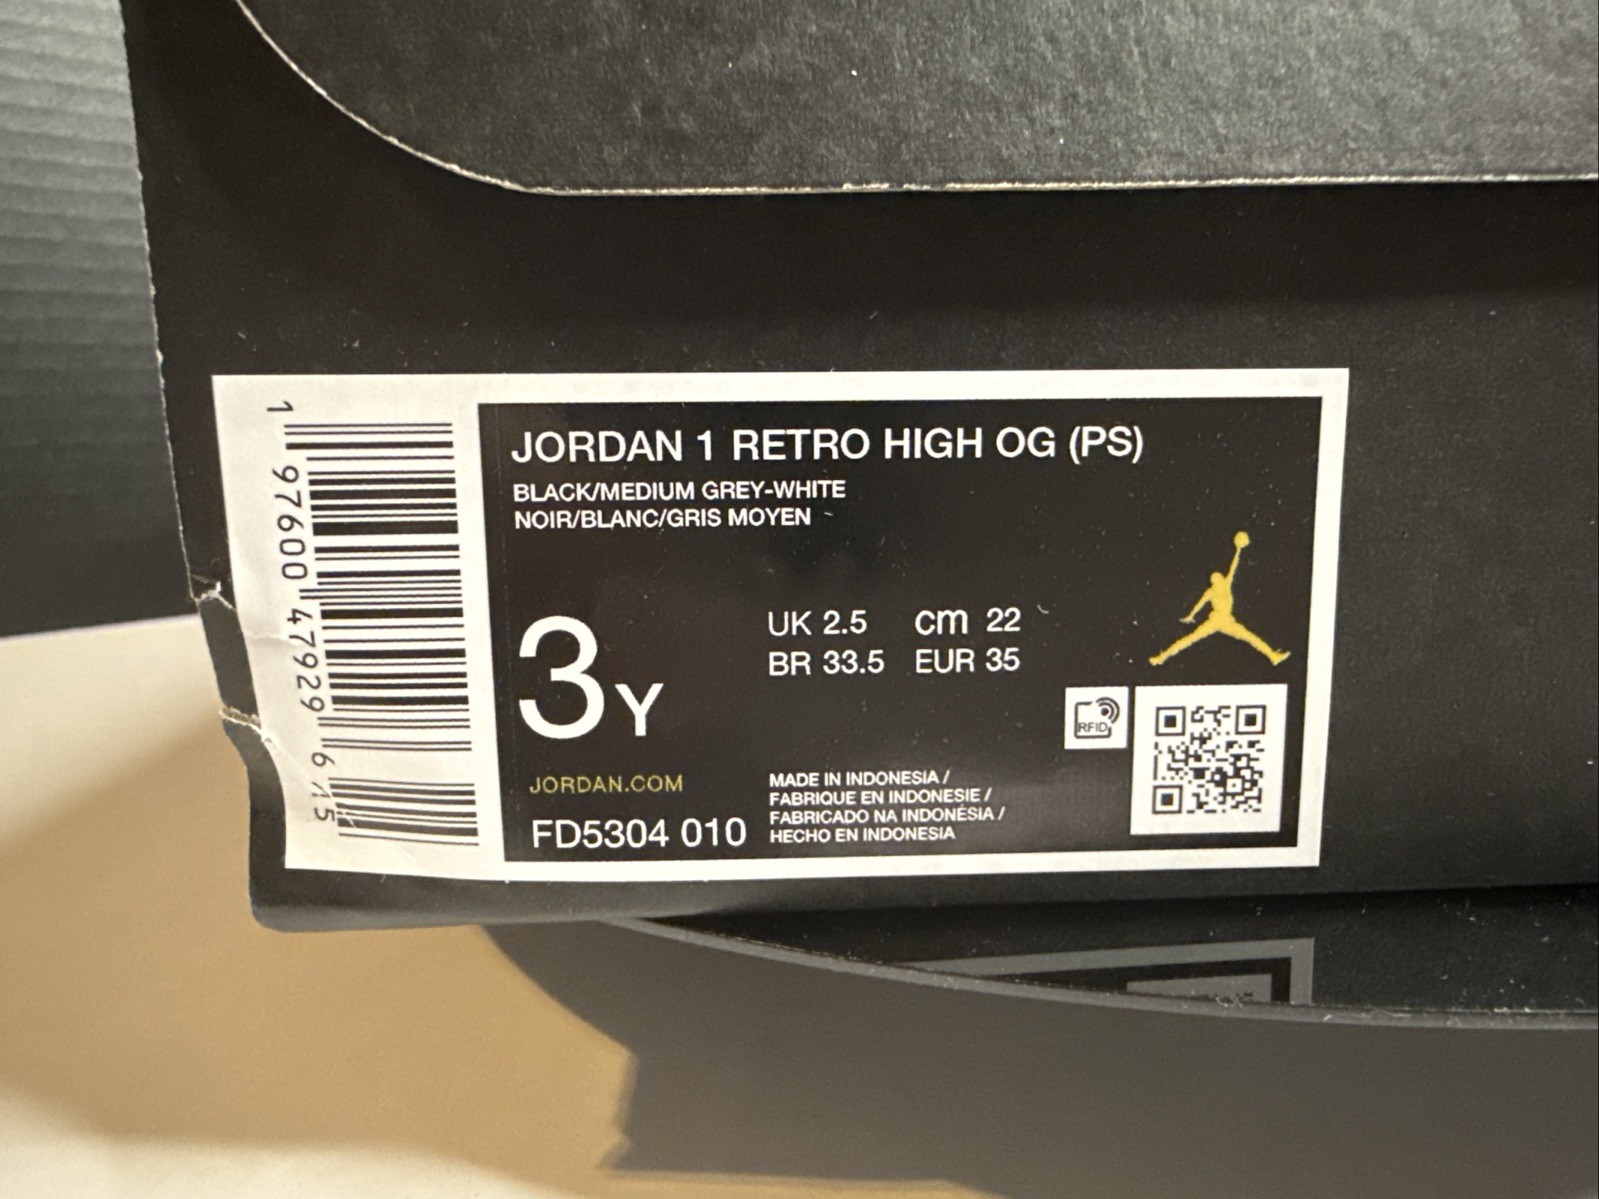 JORDAN 1 RETRO HIGH OG (PS)
BLACK/MEDIUM GREY-WHITE
NOIR/BLANC/GRIS MOYEN
3Y
UK 2.5 cm 22
BR 33.5 EUR 35
RFID
JORDAN.COM
FD5304 010
MADE IN INDONESIA /
FABRIQUE EN INDONESIE /
FABRICADO NA INDONÉSIA /
HECHO EN INDONESIA
1 97600 47929 6 15